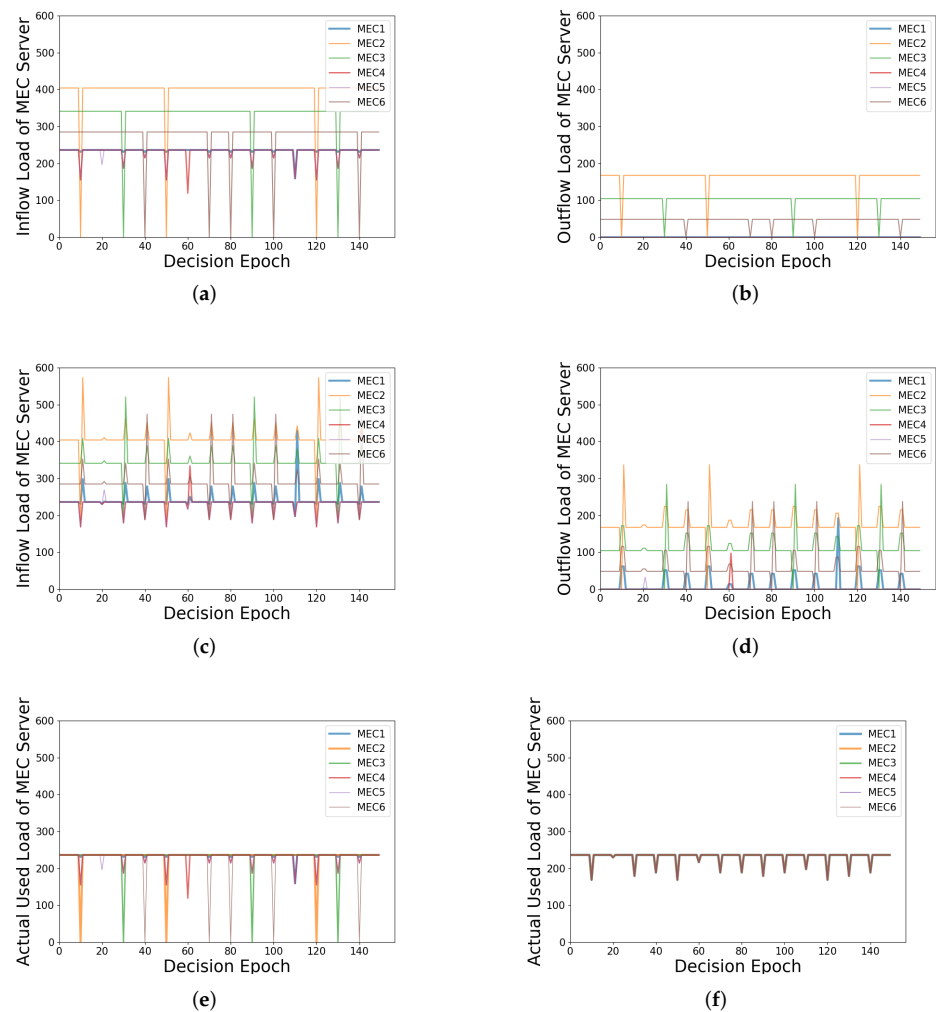 600
500
400
300
200
100
0
0 20 40 60 80 100 120 140
Inflow Load of MEC Server
Decision Epoch
MEC1
MEC2
MEC3
MEC4
MEC5
MEC6
(a)
600
500
400
300
200
100
0
0 20 40 60 80 100 120 140
Outflow Load of MEC Server
Decision Epoch
MEC1
MEC2
MEC3
MEC4
MEC5
MEC6
(b)
600
500
400
300
200
100
0
0 20 40 60 80 100 120 140
Inflow Load of MEC Server
Decision Epoch
MEC1
MEC2
MEC3
MEC4
MEC5
MEC6
(c)
600
500
400
300
200
100
0
0 20 40 60 80 100 120 140
Outflow Load of MEC Server
Decision Epoch
MEC1
MEC2
MEC3
MEC4
MEC5
MEC6
(d)
600
500
400
300
200
100
0
0 20 40 60 80 100 120 140
Actual Used Load of MEC Server
Decision Epoch
MEC1
MEC2
MEC3
MEC4
MEC5
MEC6
(e)
600
500
400
300
200
100
0
0 20 40 60 80 100 120 140
Actual Used Load of MEC Server
Decision Epoch
MEC1
MEC2
MEC3
MEC4
MEC5
MEC6
(f)